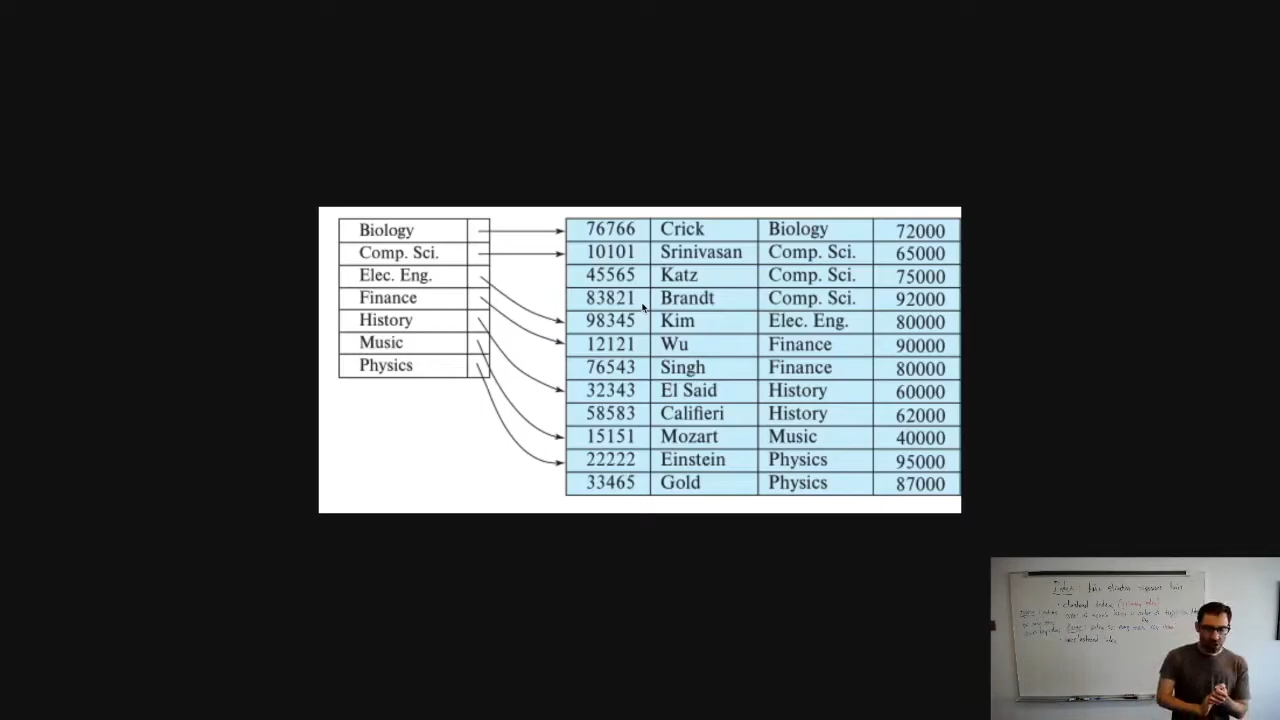 Biology
Comp. Sci.
Elec. Eng.
Finance
History
Music
Physics
76766 Crick Biology 72000
10101 Srinivasan Comp. Sci. 65000
45565 Katz Comp. Sci. 75000
83821 Brandt Comp. Sci. 92000
98345 Kim Elec. Eng. 80000
12121 Wu Finance 90000
76543 Singh Finance 80000
32343 El Said History 60000
58583 Califieri History 62000
15151 Mozart Music 40000
22222 Einstein Physics 95000
33465 Gold Physics 87000